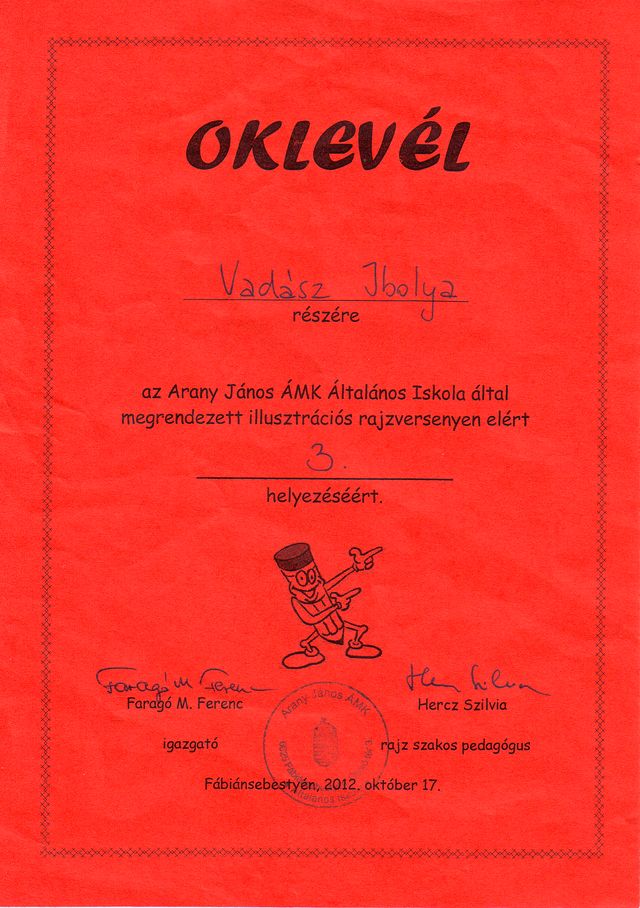 OKLEVÉL
Vadász Ibolya
részére
az Arany János ÁMK Általános Iskola által
megrendezett illusztrációs rajzversenyen elért
3.
helyezéséért.
Faragó M. Ferenc
Faragó M. Ferenc
Hercz Szilvia
igazgató
rajz szakos pedagógus
Arany János ÁMK
Fábiánsebestyén, 2012. október 17.